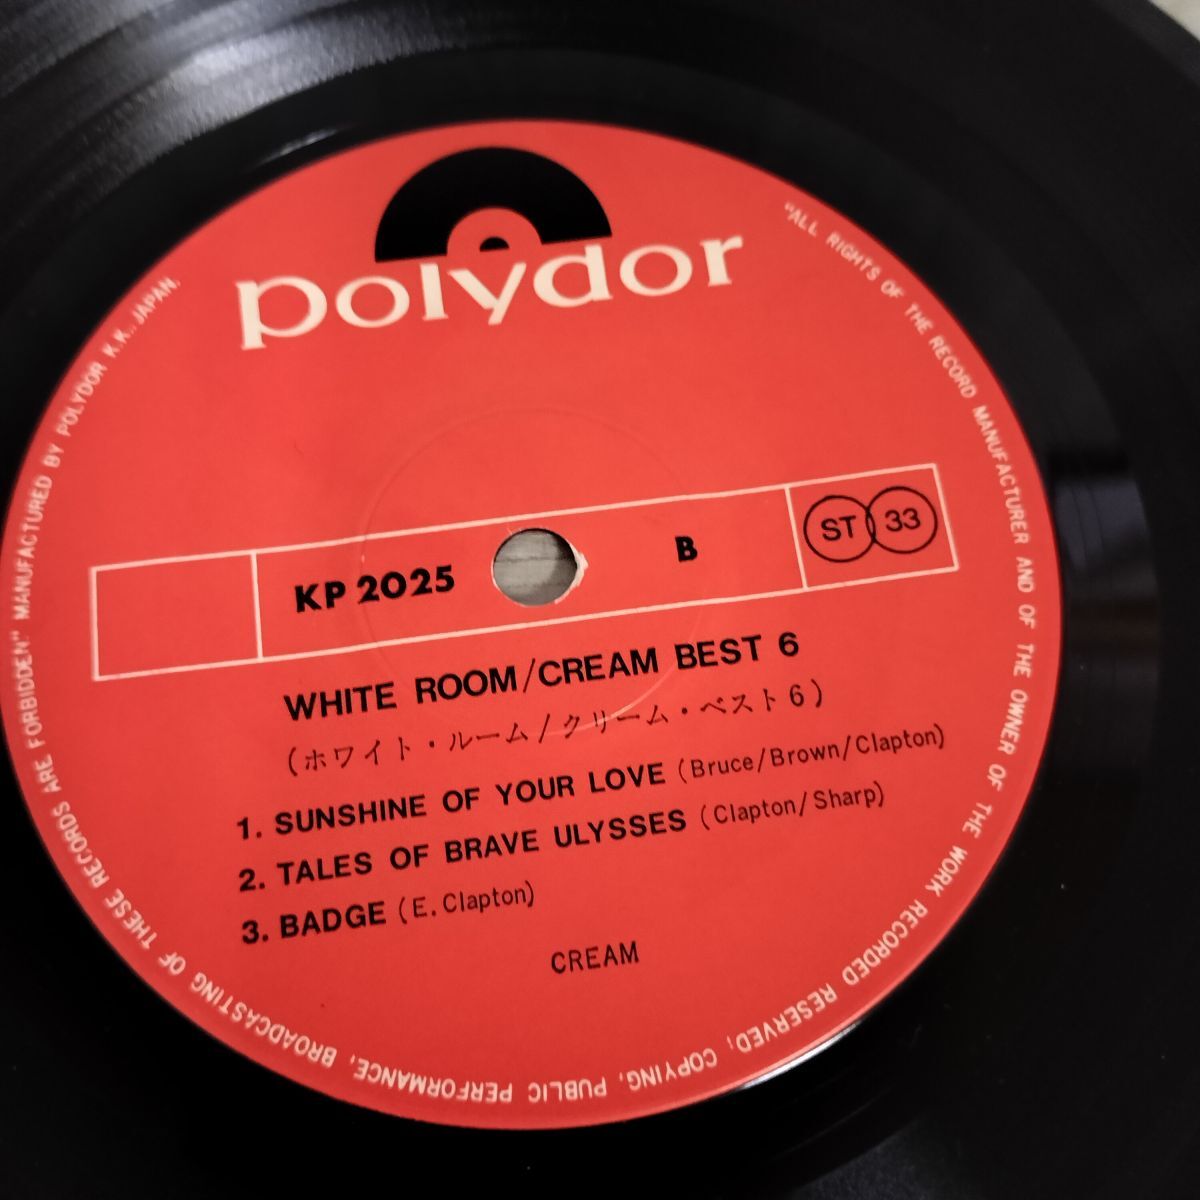 polydor
KP 2025
B
ST 33
WHITE ROOM/CREAM BEST 6
(ホワイト・ルーム/クリーム・ベスト6)
1. SUNSHINE OF YOUR LOVE (Bruce/Brown/Clapton)
2. TALES OF BRAVE ULYSSES (Clapton/Sharp)
3. BADGE (E. Clapton)
CREAM
"ALL RIGHTS OF THE RECORD MANUFACTURER AND OF THE OWNER OF THE WORK RECORDED RESERVED; COPYING, PUBLIC PERFORMANCE, BROADCASTING OF THESE RECORDS ARE FORBIDDEN" MANUFACTURED BY POLYDOR K.K., JAPAN.